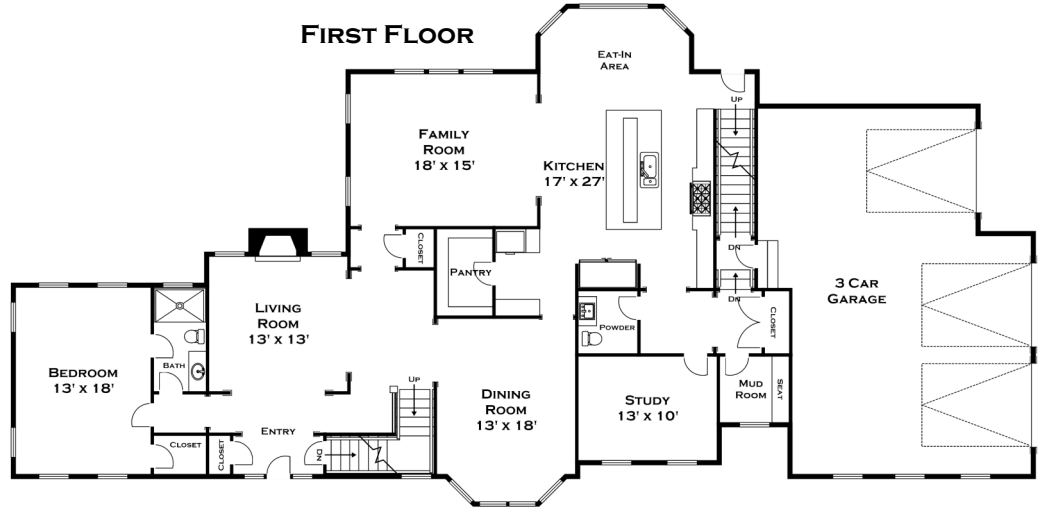 First Floor
Eat-In
Area
Up
Family
Room
18' x 15'
Kitchen
17' x 27'
Closet
Dn
Pantry
3 Car
Garage
Dn
Living
Room
13' x 13'
Closet
Powder
Bath
Bedroom
13' x 18'
Up
Mud
Room
Seat
Dining
Room
13' x 18'
Study
13' x 10'
Entry
Closet
Closet
Dn